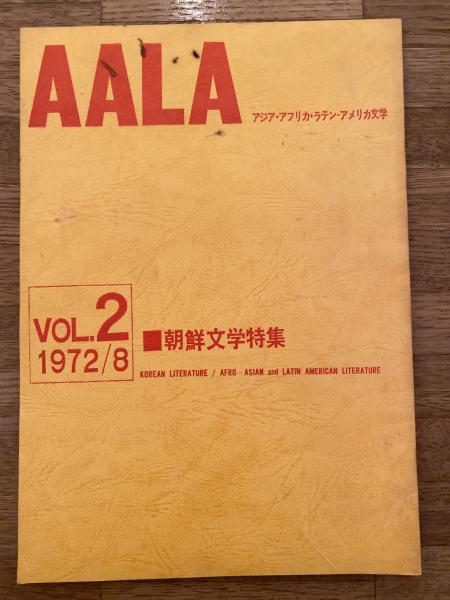 AALA
アジア・アフリカ・ラテン・アメリカ文学
VOL.2
1972/8
■朝鮮文学特集
KOREAN LITERATURE / AFRO-ASIAN and LATIN AMERICAN LITERATURE